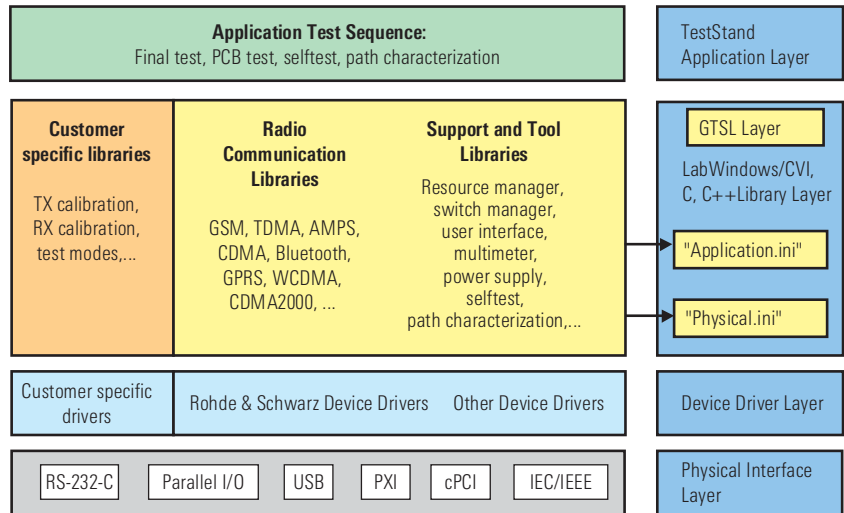 Application Test Sequence:
Final test, PCB test, selftest, path characterization
TestStand
Application Layer
Customer
specific libraries
TX calibration,
RX calibration,
test modes,...
Radio
Communication
Libraries
GSM, TDMA, AMPS,
CDMA, Bluetooth,
GPRS, WCDMA,
CDMA2000, ...
Support and Tool
Libraries
Resource manager,
switch manager,
user interface,
multimeter,
power supply,
selftest,
path characterization,...
GTSL Layer
LabWindows/CVI,
C, C++Library Layer
"Application.ini"
"Physical.ini"
Customer specific
drivers
Rohde & Schwarz Device Drivers
Other Device Drivers
Device Driver Layer
RS-232-C
Parallel I/O
USB
PXI
cPCI
IEC/IEEE
Physical Interface
Layer